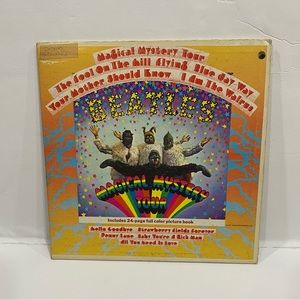 Magical Mystery Tour
The Fool On The Hill Flying Blue Jay Way
Your Mother Should Know I Am The Walrus
BEATLES
MAGICAL MYSTERY
TOUR
Includes 24-page full color picture book
Hello Goodbye Strawberry Fields Forever
Penny Lane Baby You're A Rich Man
All You Need Is Love